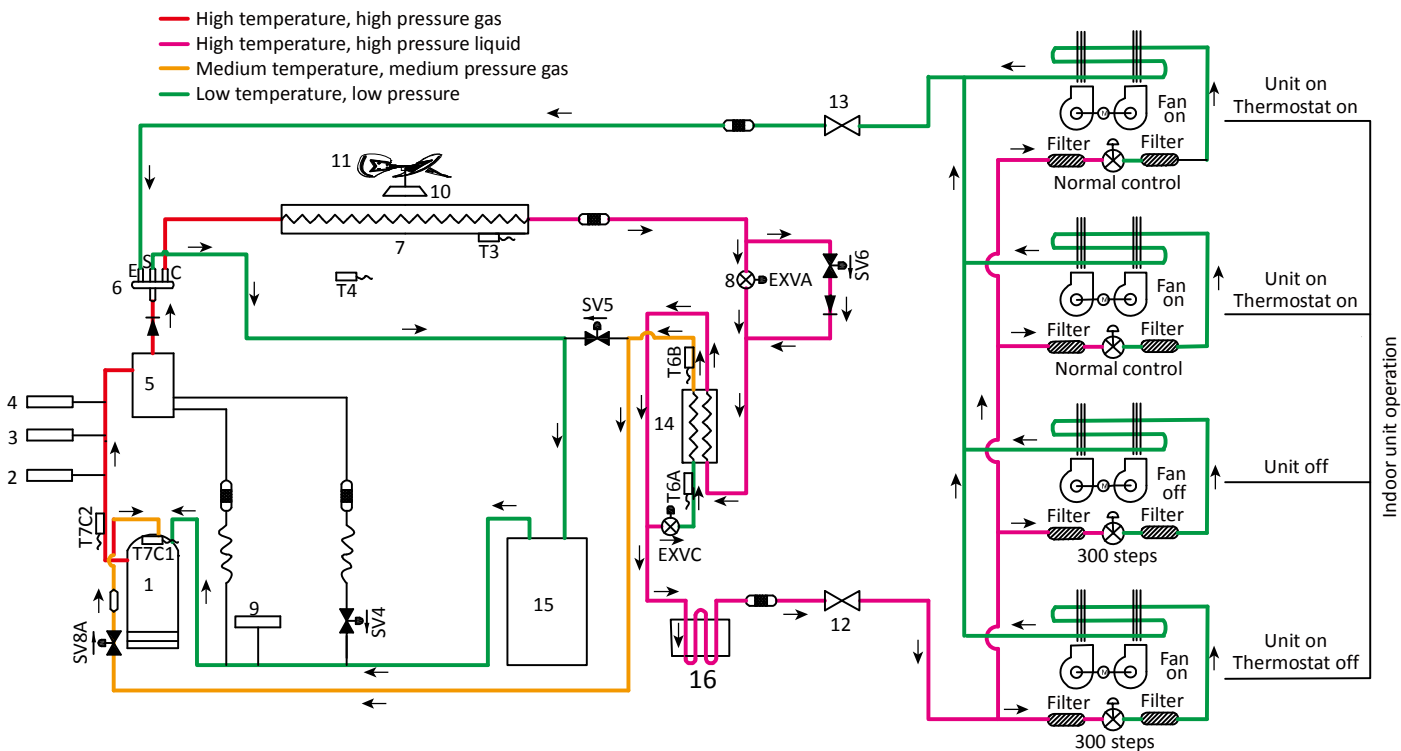 High temperature, high pressure gas
High temperature, high pressure liquid
Medium temperature, medium pressure gas
Low temperature, low pressure
13
11
10
7
T3
T4
E
S
C
6
8
EXVA
SV6
SV5
T6B
14
T6A
EXVC
5
4
3
2
T7C2
T7C1
1
SV8A
9
SV4
15
16
12
Fan
on
Filter
Filter
Normal control
Unit on
Thermostat on
Fan
on
Filter
Filter
Normal control
Unit on
Thermostat on
Fan
off
Filter
Filter
300 steps
Unit off
Fan
on
Filter
Filter
300 steps
Unit on
Thermostat off
Indoor unit operation